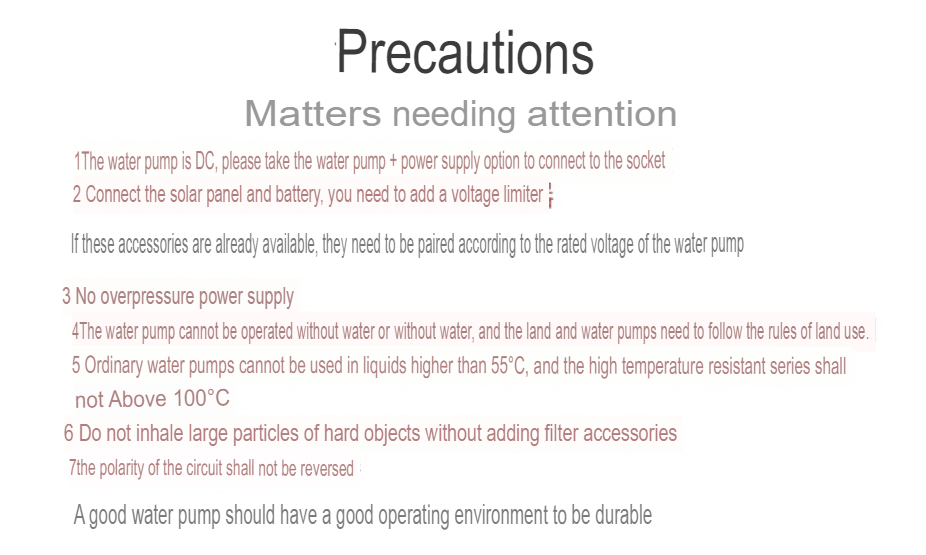 Precautions
Matters needing attention
1The water pump is DC, please take the water pump + power supply option to connect to the socket
2 Connect the solar panel and battery, you need to add a voltage limiter
If these accessories are already available, they need to be paired according to the rated voltage of the water pump
3 No overpressure power supply
4The water pump cannot be operated without water or without water, and the land and water pumps need to follow the rules of land use.
5 Ordinary water pumps cannot be used in liquids higher than 55°C, and the high temperature resistant series shall
not Above 100°C
6 Do not inhale large particles of hard objects without adding filter accessories
7the polarity of the circuit shall not be reversed
A good water pump should have a good operating environment to be durable